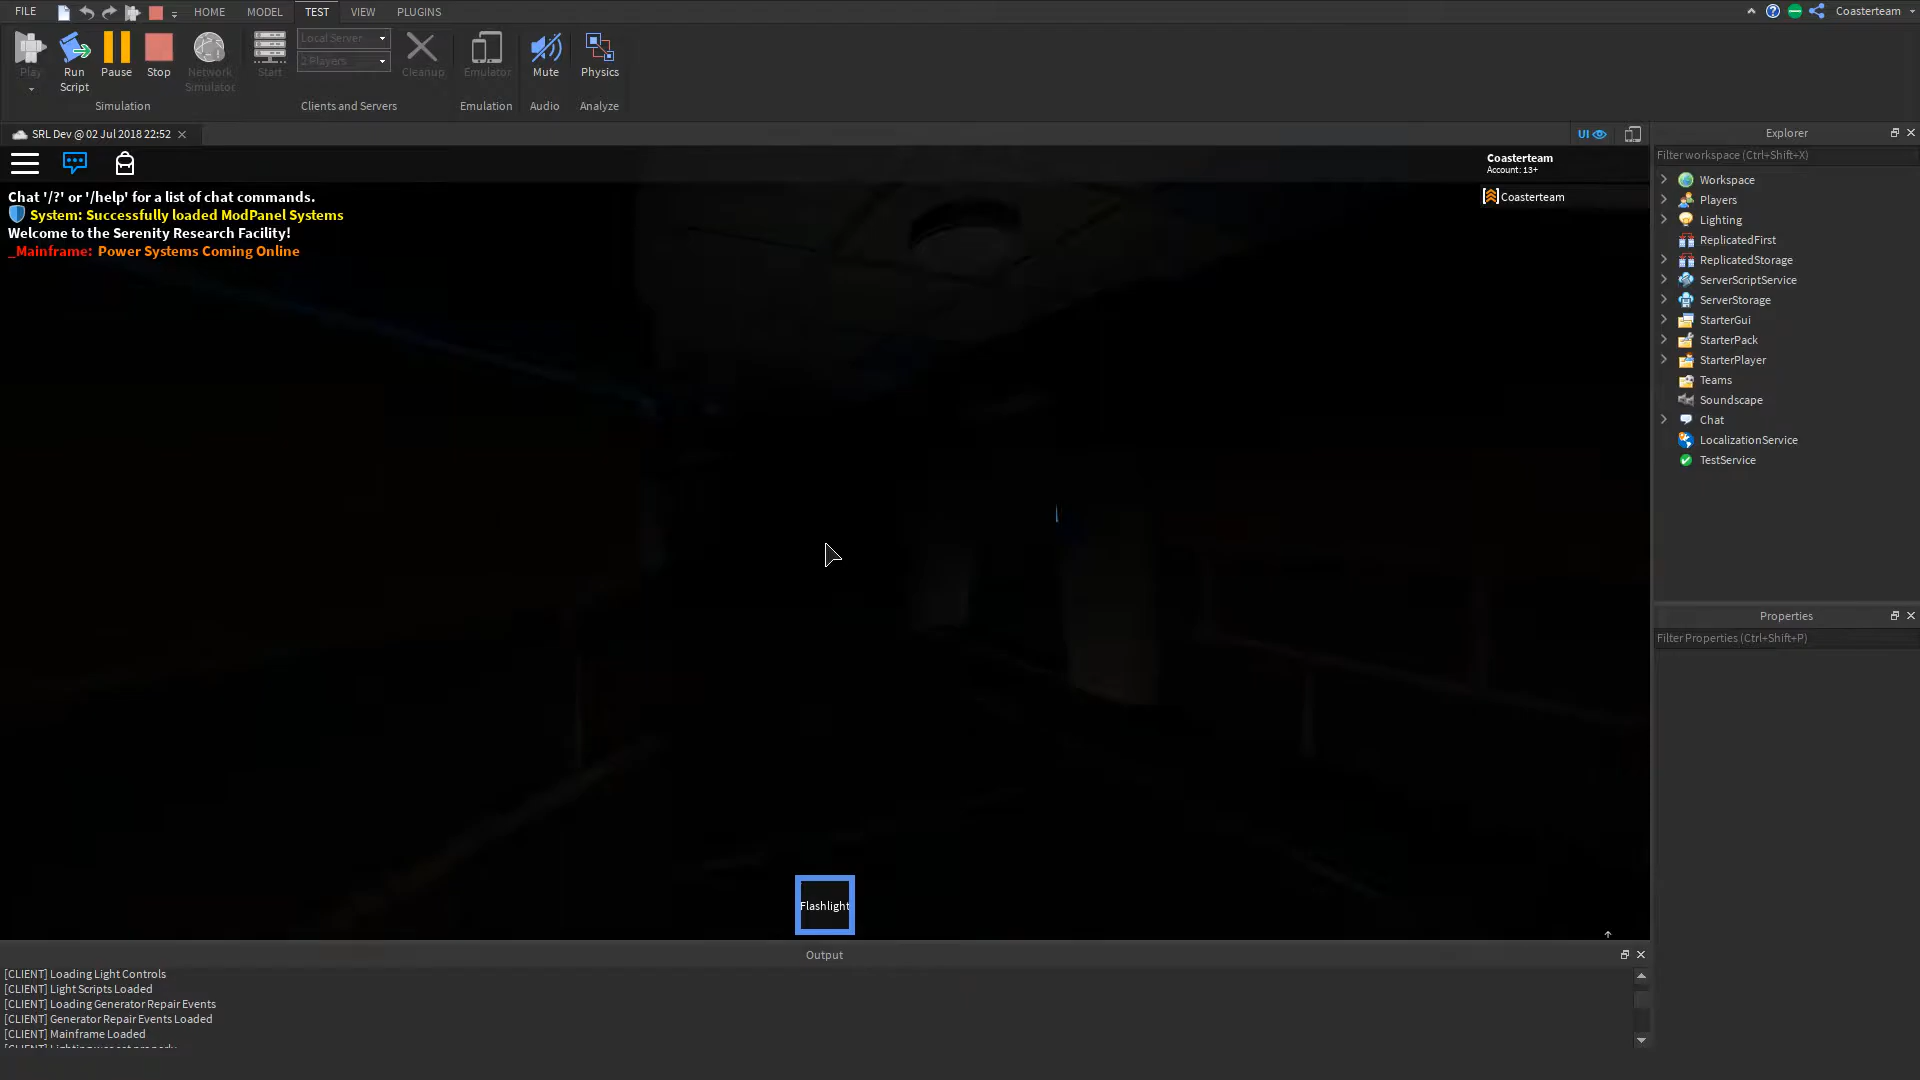 FILE HOME MODEL TEST VIEW PLUGINS Coasterteam
Play Run Script Pause Stop Network Simulator Start Local Server 2 Players Cleanup Emulator Mute Physics
Simulation Clients and Servers Emulation Audio Analyze
SRL Dev @ 02 Jul 2018 22:52 UI
Chat '/?' or '/help' for a list of chat commands.
System: Successfully loaded ModPanel Systems
Welcome to the Serenity Research Facility!
_Mainframe: Power Systems Coming Online
Coasterteam
Account: 13+
Coasterteam
Flashlight
Explorer
Filter workspace (Ctrl+Shift+X)
Workspace
Players
Lighting
ReplicatedFirst
ReplicatedStorage
ServerScriptService
ServerStorage
StarterGui
StarterPack
StarterPlayer
Teams
Soundscape
Chat
LocalizationService
TestService
Properties
Filter Properties (Ctrl+Shift+P)
Output
[CLIENT] Loading Light Controls
[CLIENT] Light Scripts Loaded
[CLIENT] Loading Generator Repair Events
[CLIENT] Generator Repair Events Loaded
[CLIENT] Mainframe Loaded